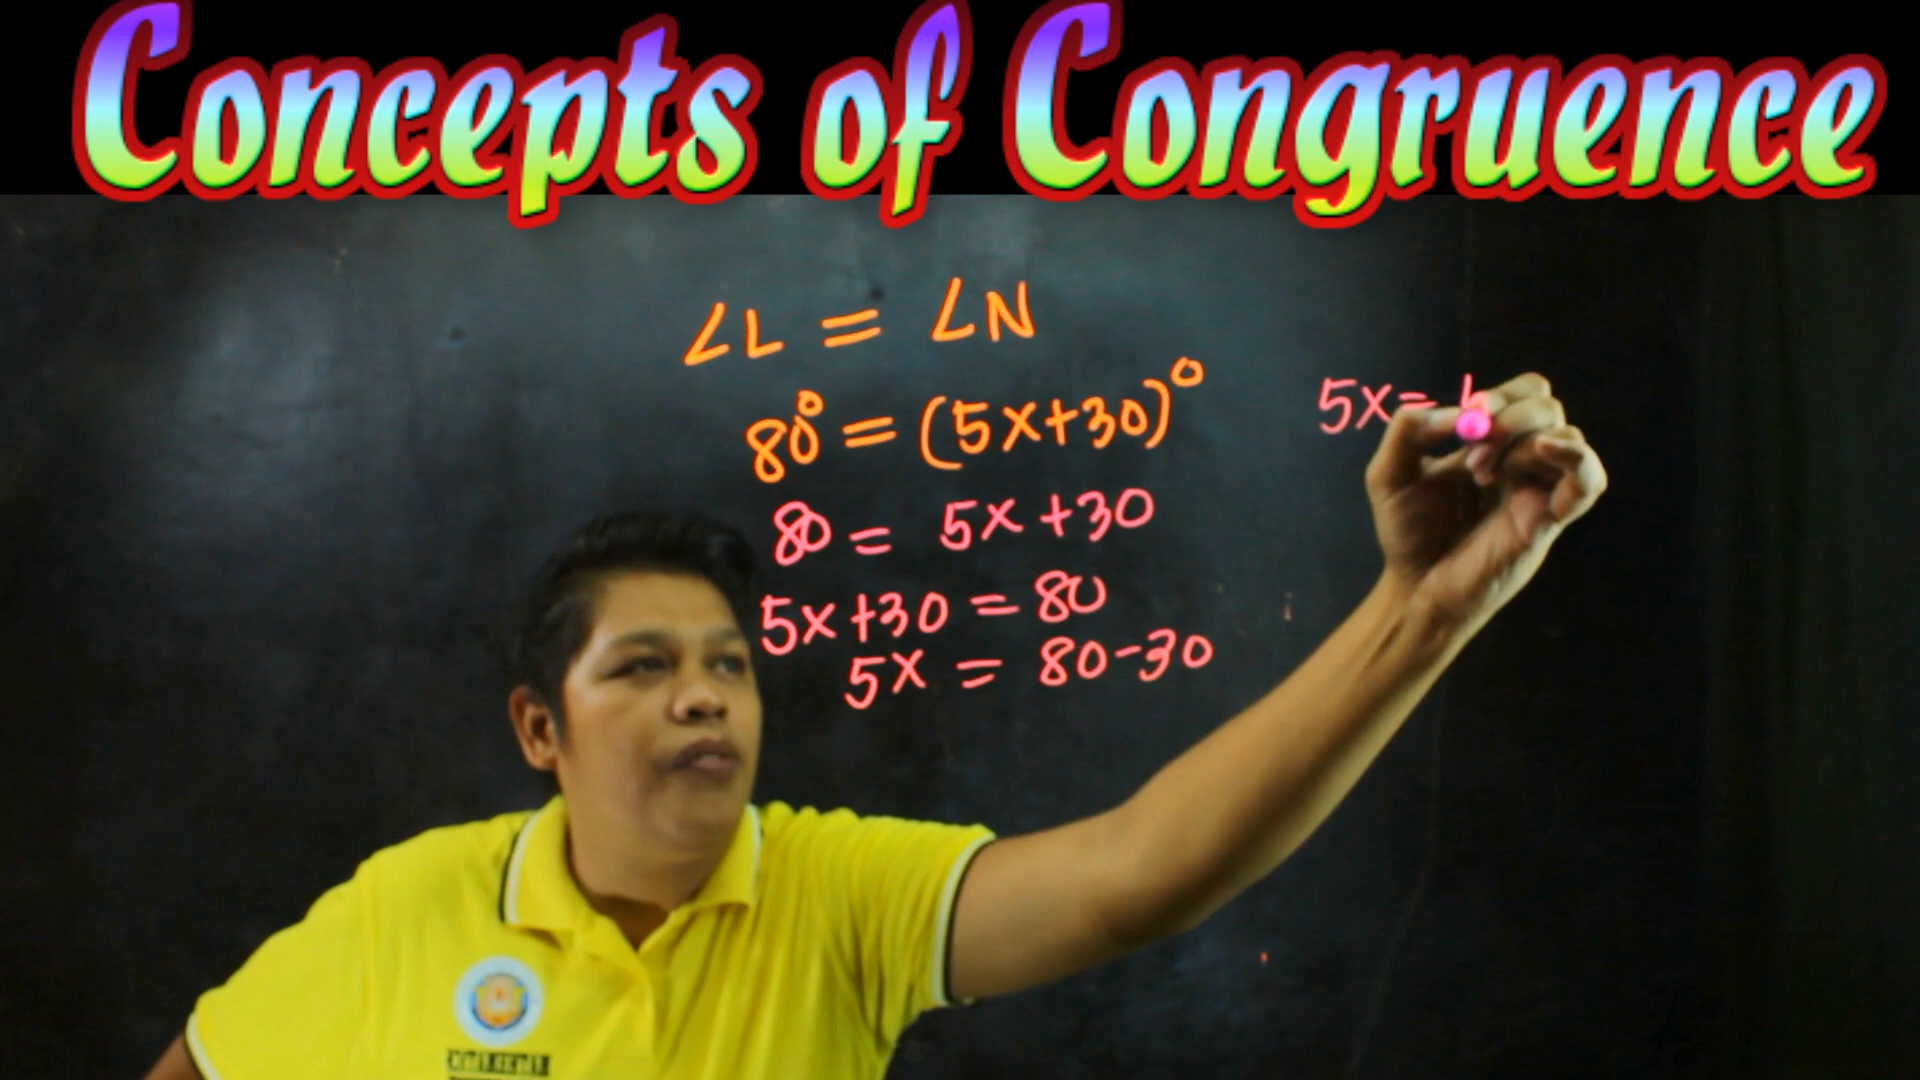 Concepts of Congruence
∠L = ∠N
80° = (5x+30)°
80 = 5x+30
5x+30 = 80
5x = 80-30
5x=